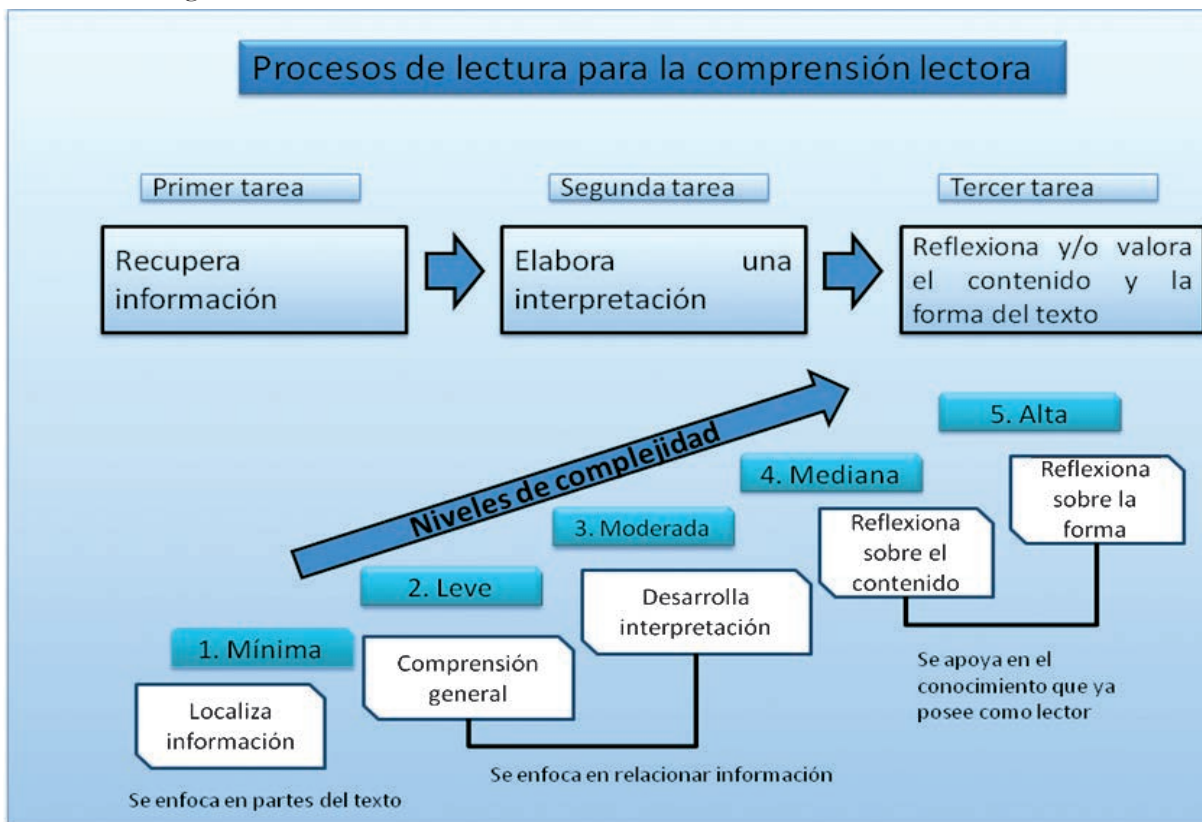 Procesos de lectura para la comprensión lectora
Primer tarea
Segunda tarea
Tercer tarea
Recupera
información
Elabora una
interpretación
Reflexiona y/o valora
el contenido y la
forma del texto
Niveles de complejidad
5. Alta
Reflexiona
sobre la
forma
4. Mediana
Reflexiona
sobre el
contenido
3. Moderada
Desarrolla
interpretación
2. Leve
Comprensión
general
1. Mínima
Localiza
información
Se apoya en el
conocimiento que ya
posee como lector
Se enfoca en relacionar información
Se enfoca en partes del texto